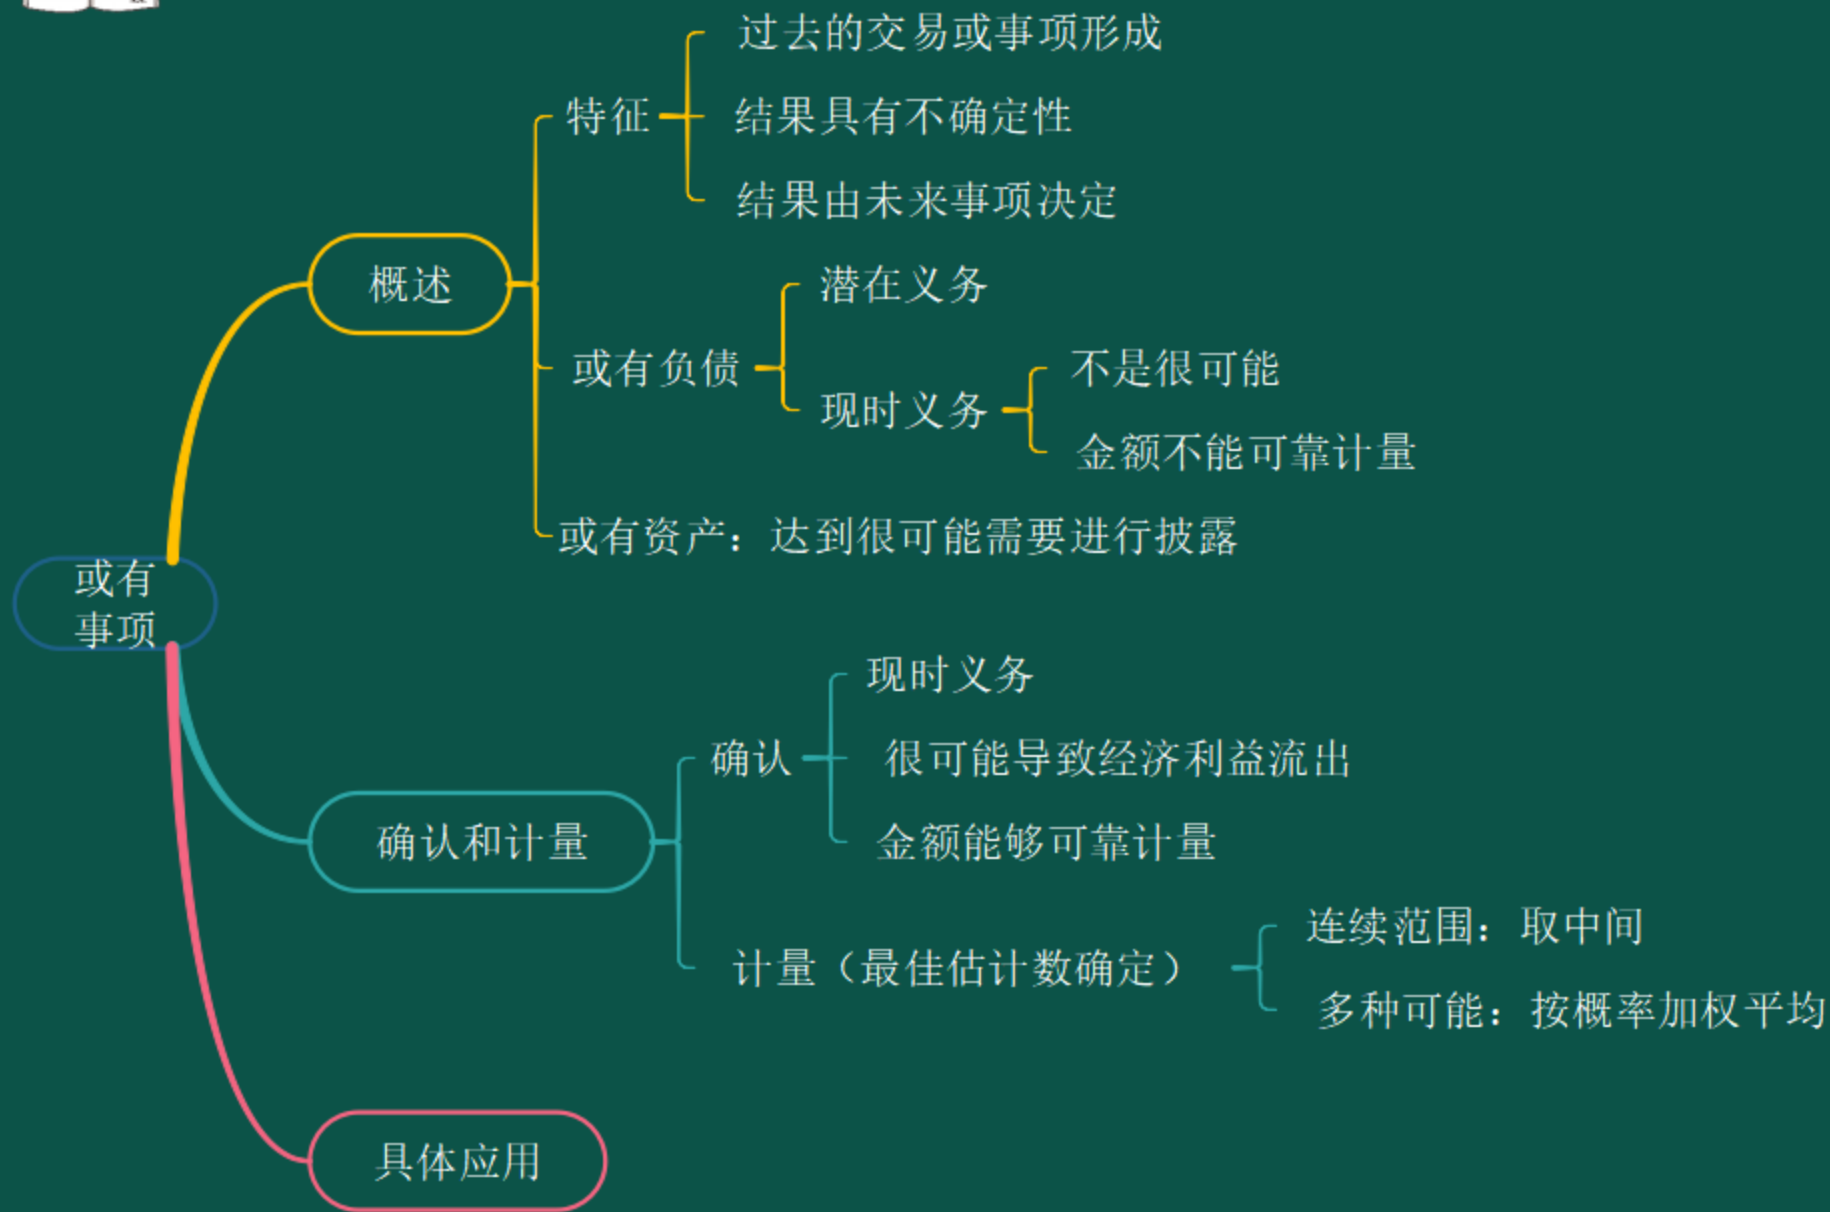 过去的交易或事项形成
特征
结果具有不确定性
结果由未来事项决定
概述
潜在义务
或有负债
不是很可能
现时义务
金额不能可靠计量
或有资产：达到很可能需要进行披露
或有
事项
现时义务
确认
很可能导致经济利益流出
确认和计量
金额能够可靠计量
连续范围：取中间
计量（最佳估计数确定）
多种可能：按概率加权平均
具体应用